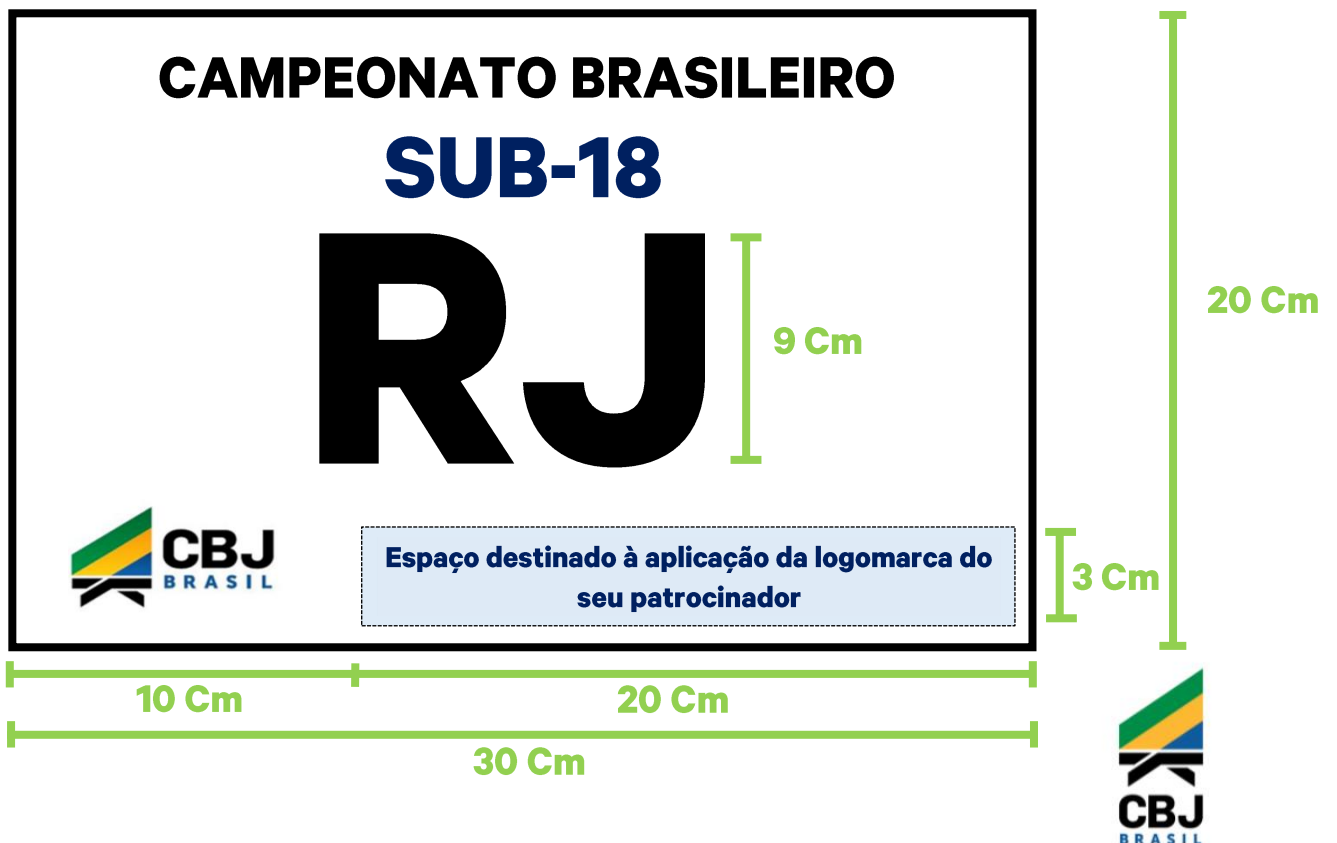 CAMPEONATO BRASILEIRO
SUB-18
RJ
9 Cm
20 Cm
CBJ
BRASIL
Espaço destinado à aplicação da logomarca do
seu patrocinador
3 Cm
10 Cm
20 Cm
30 Cm
CBJ
BRASIL